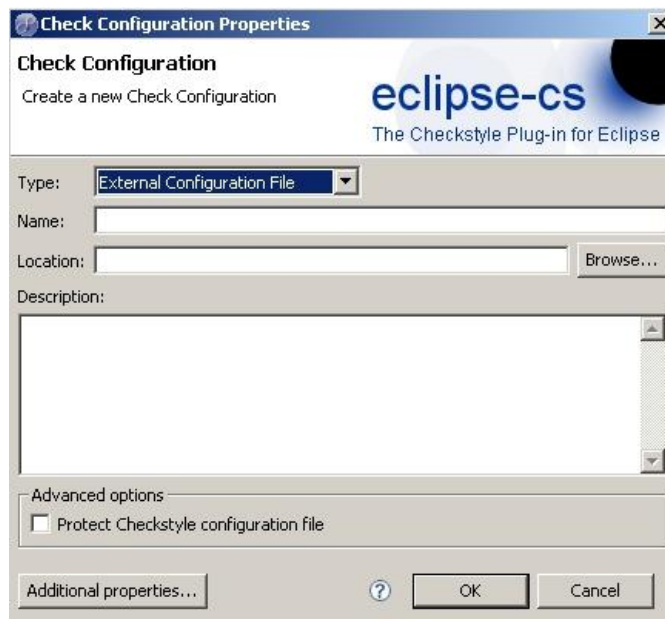 Check Configuration Properties
Check Configuration
Create a new Check Configuration
eclipse-cs
The Checkstyle Plug-in for Eclipse
Type: External Configuration File
Name:
Location: Browse...
Description:
Advanced options
Protect Checkstyle configuration file
Additional properties... ? OK Cancel